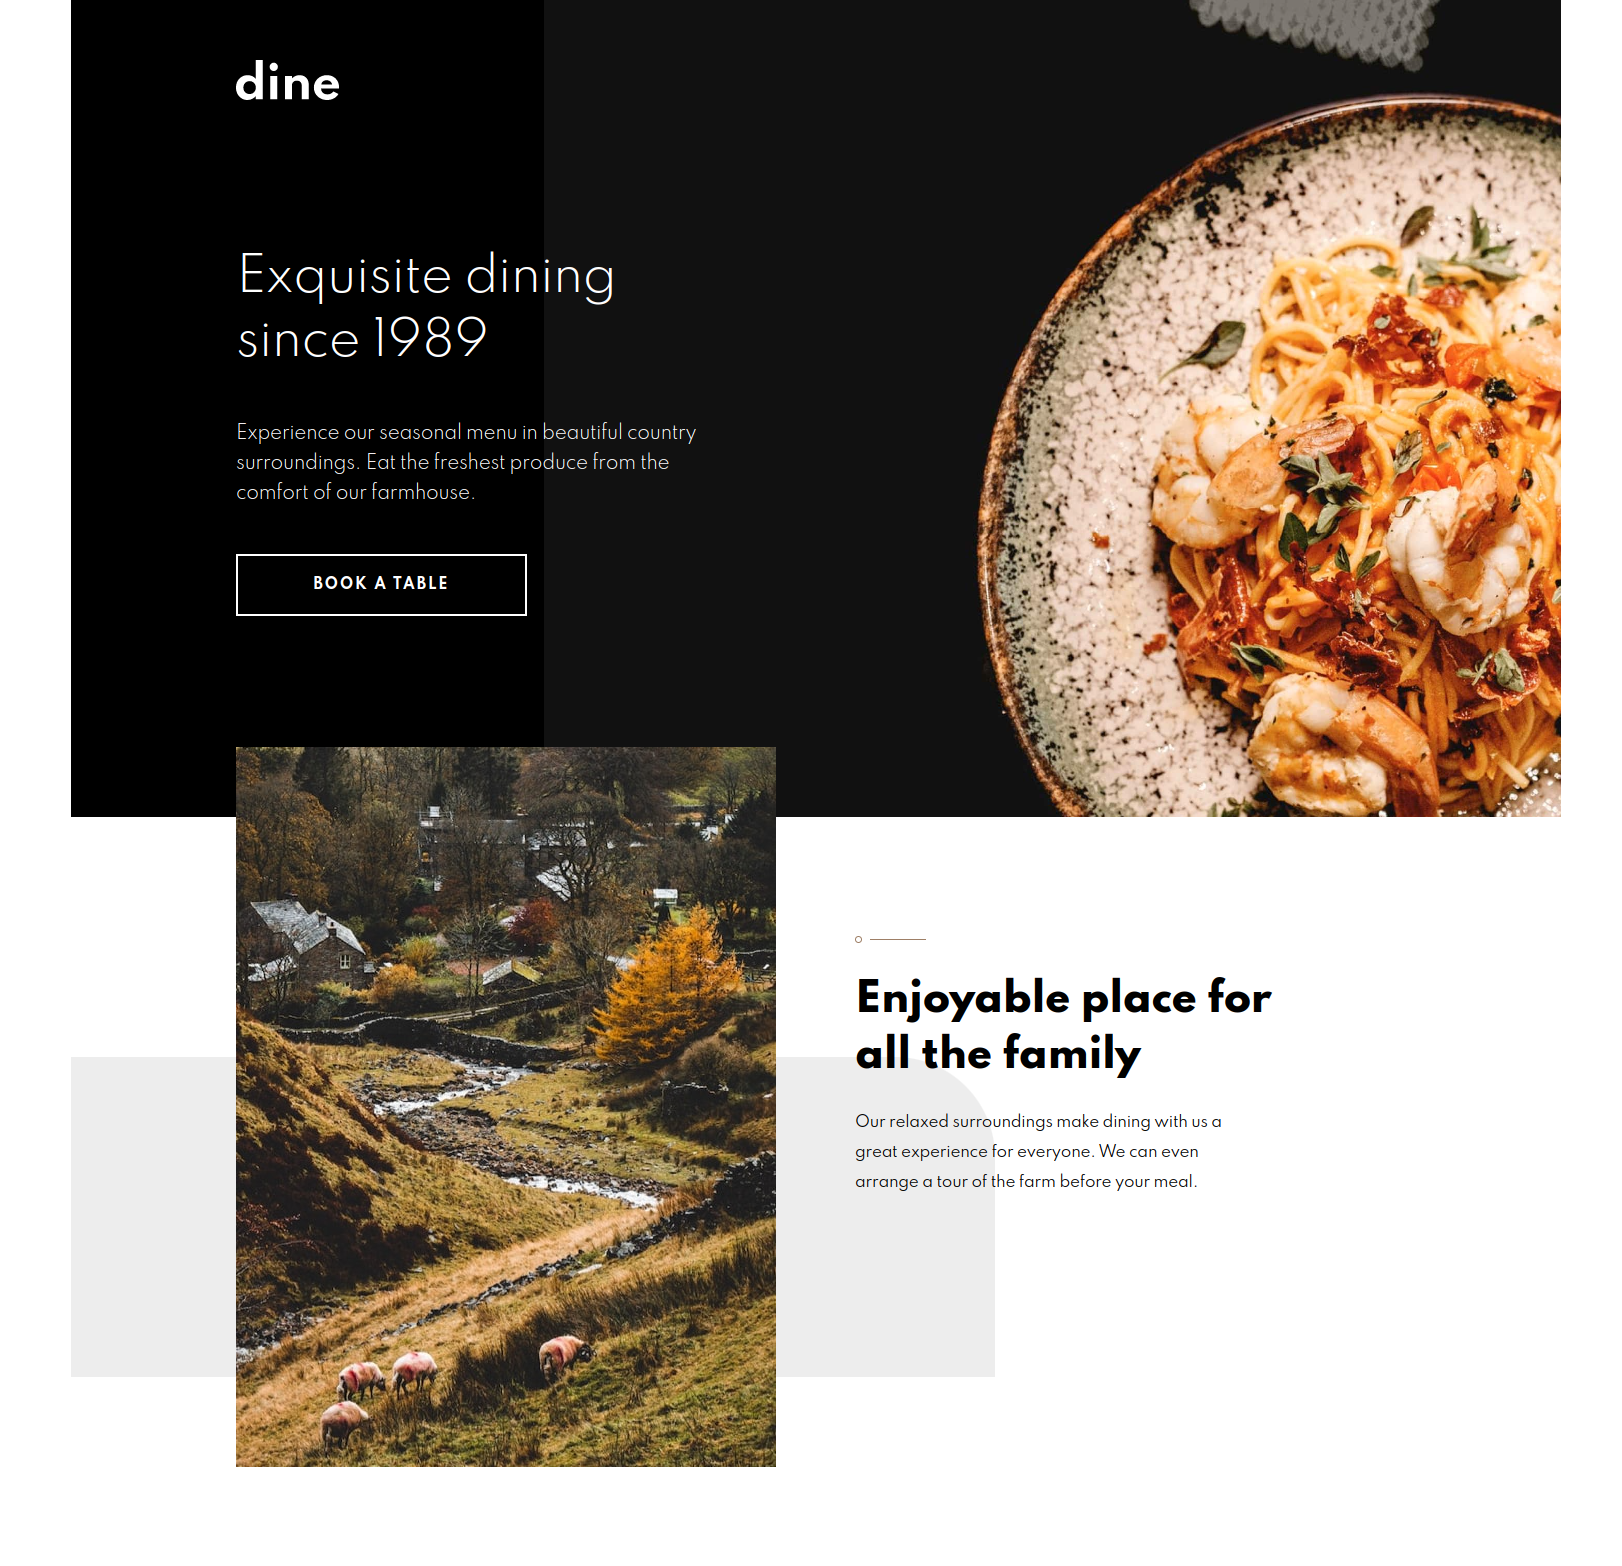 dine
Exquisite dining
since 1989
Experience our seasonal menu in beautiful country
surroundings. Eat the freshest produce from the
comfort of our farmhouse.
BOOK A TABLE
Enjoyable place for
all the family
Our relaxed surroundings make dining with us a
great experience for everyone. We can even
arrange a tour of the farm before your meal.